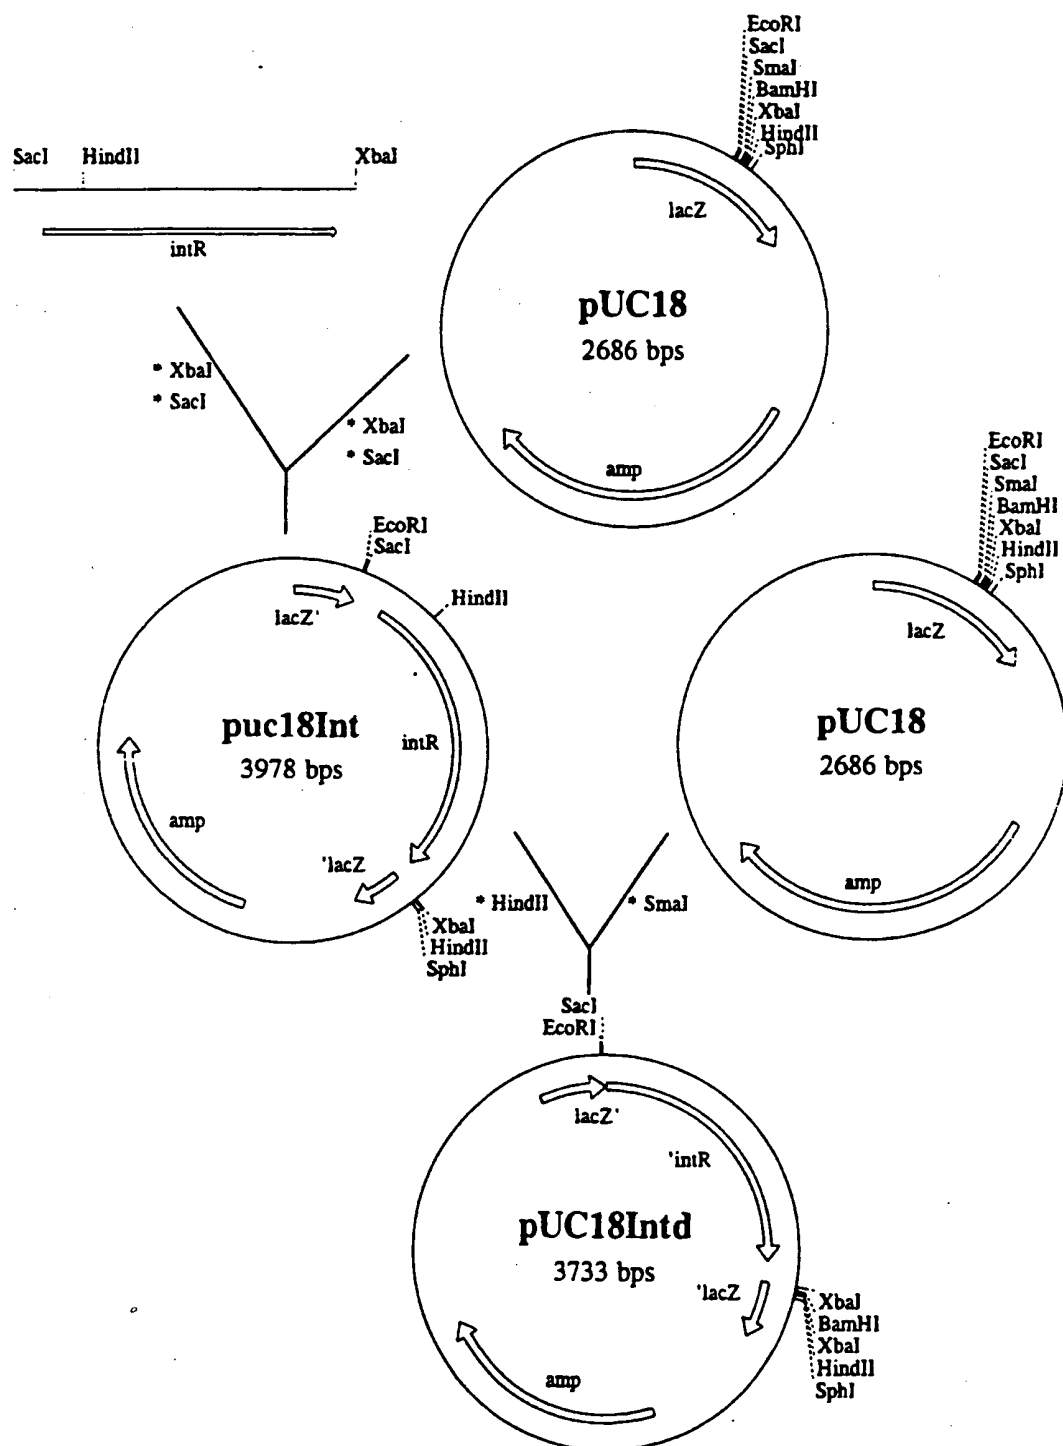 EcoRI
SacI
SmaI
BamHI
XbaI
HindII
SphI
SacI HindII XbaI
intR
lacZ
pUC18
2686 bps
amp
* XbaI
* SacI
* XbaI
* SacI
EcoRI
SacI
HindII
lacZ'
puc18Int
3978 bps
intR
amp
'lacZ
XbaI
HindII
SphI
EcoRI
SacI
SmaI
BamHI
XbaI
HindII
SphI
lacZ
pUC18
2686 bps
amp
* HindII
* SmaI
SacI
EcoRI
lacZ'
'intR
pUC18Intd
3733 bps
'lacZ
amp
XbaI
BamHI
XbaI
HindII
SphI